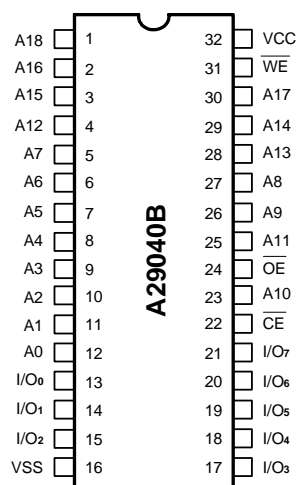 A18 1 32 VCC
A16 2 31 WE
A15 3 30 A17
A12 4 29 A14
A7 5 28 A13
A6 6 27 A8
A5 7 26 A9
A4 8 25 A11
A3 9 24 OE
A2 10 23 A10
A1 11 22 CE
A0 12 21 I/O7
I/O0 13 20 I/O6
I/O1 14 19 I/O5
I/O2 15 18 I/O4
VSS 16 17 I/O3
A29040B